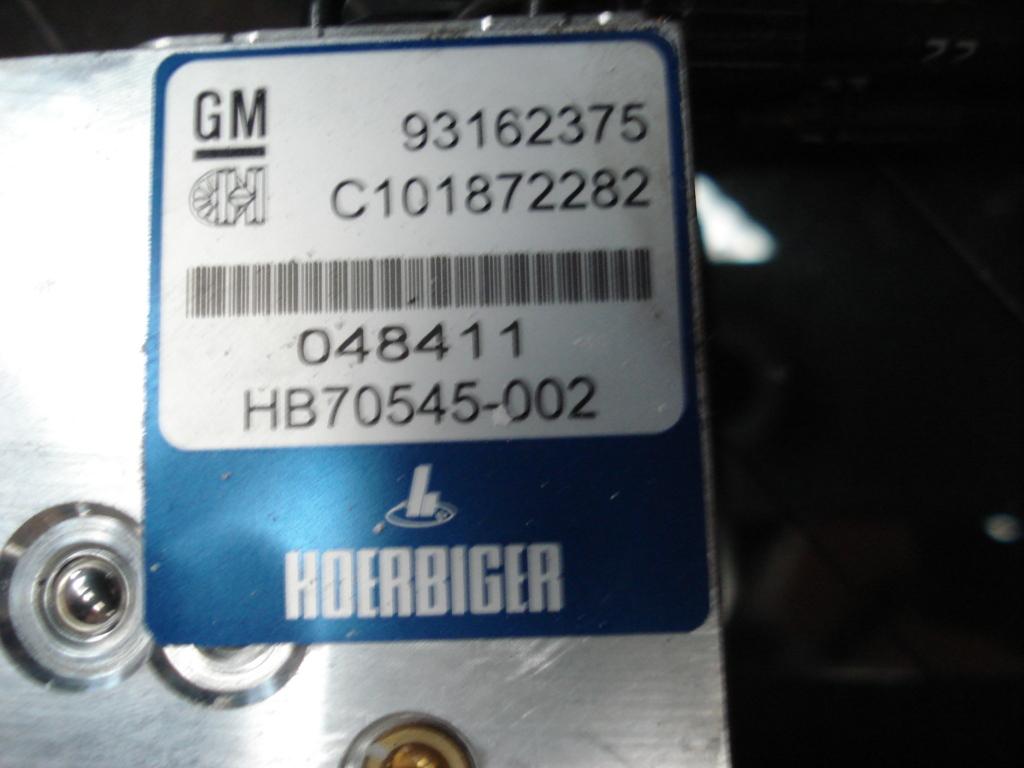 GM
93162375
C101872282
048411
HB70545-002
HOERBIGER